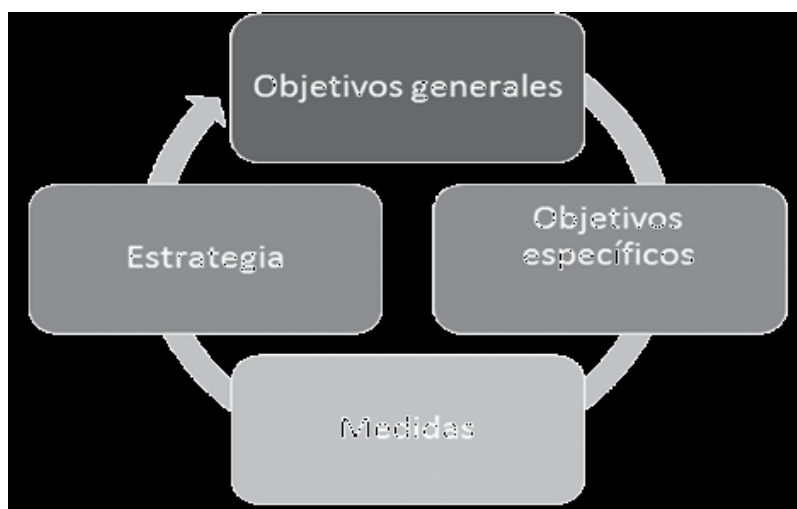 Objetivos generales
Objetivos
específicos
Medidas
Estrategia